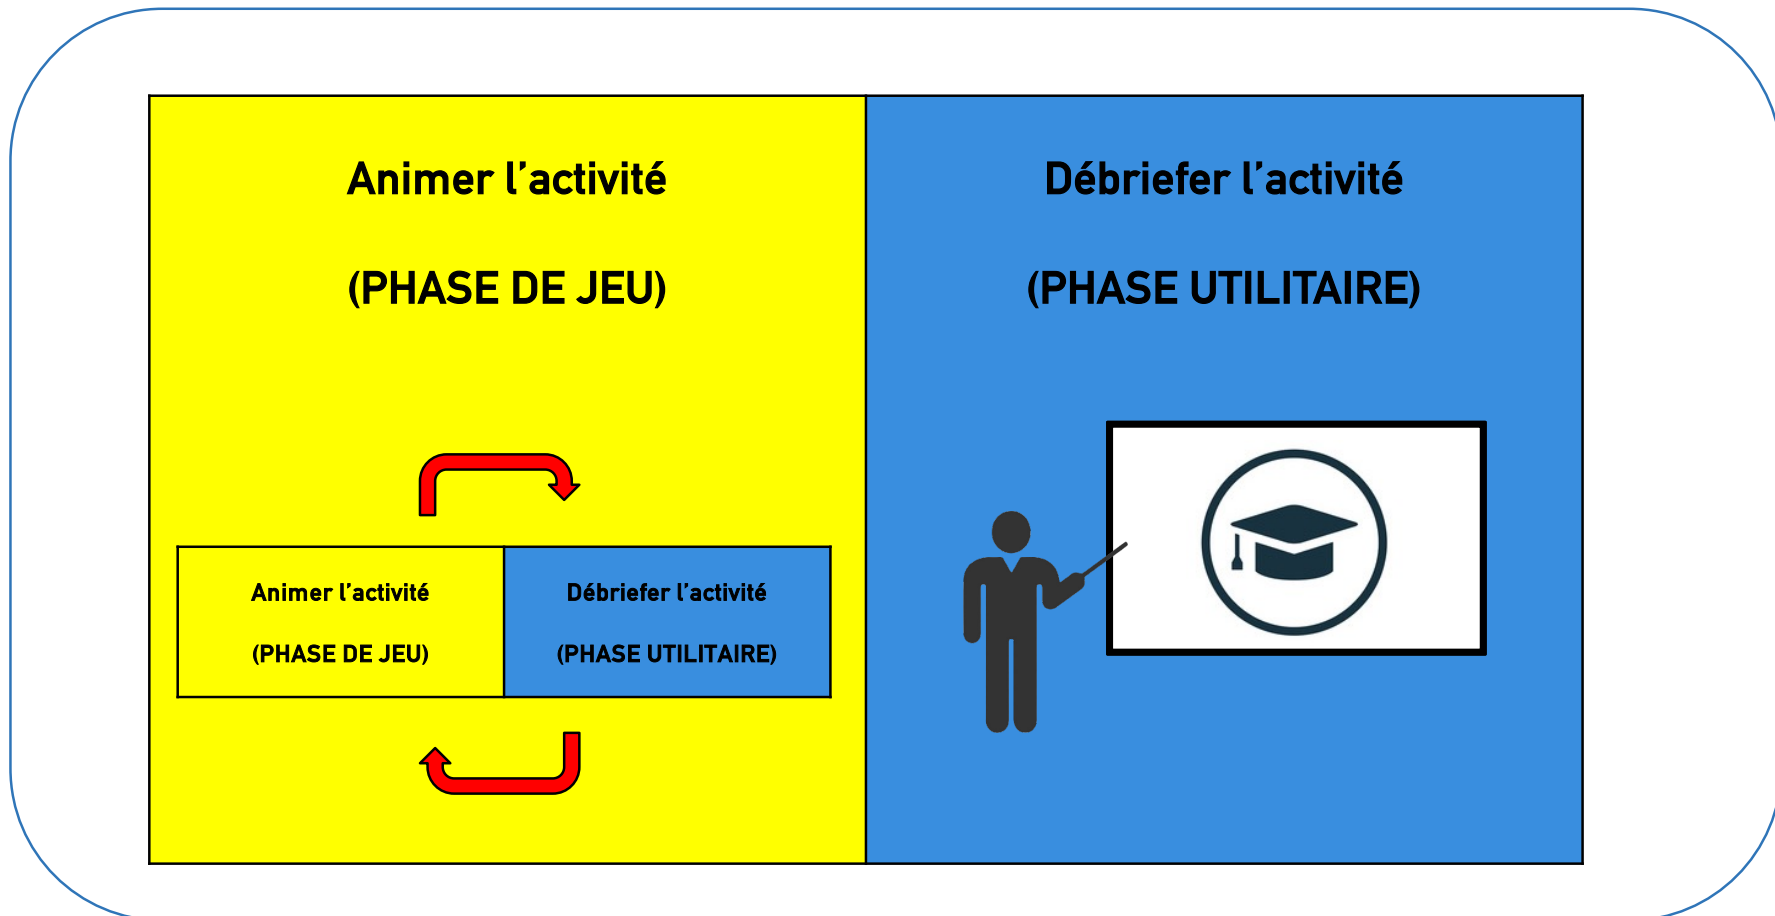 Animer l’activité
(PHASE DE JEU)
Débriefer l’activité
(PHASE UTILITAIRE)
Animer l’activité
(PHASE DE JEU)
Débriefer l’activité
(PHASE UTILITAIRE)